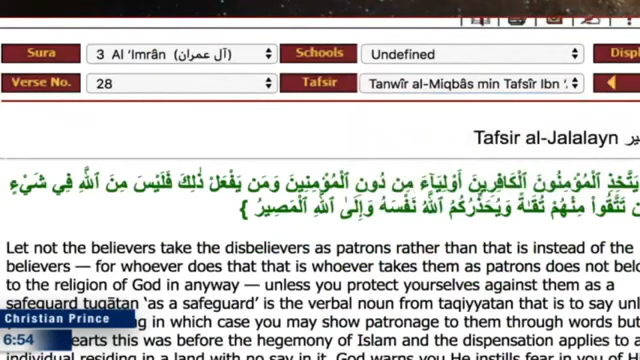 Sura
3 Al 'Imrân (آل عمران)
Schools
Undefined
Verse No.
28
Tafsir
Tanwîr al-Miqbâs min Tafsîr Ibn '
Tafsir al-Jalalayn
يَتَّخِذِ ٱلْمُؤْمِنُونَ ٱلْكَافِرِينَ أَوْلِيَآءَ مِن دُونِ ٱلْمُؤْمِنِينَ وَمَن يَفْعَلْ ذٰلِكَ فَلَيْسَ مِنَ ٱللَّهِ فِي شَيْءٍ
ن تَتَّقُواْ مِنْهُمْ تُقَـٰةً وَيُحَذِّرُكُمُ ٱللَّهُ نَفْسَهُ وَإِلَىٰ ٱللَّهِ ٱلْمَصِيرُ }
Let not the believers take the disbelievers as patrons rather than that is instead of the
believers — for whoever does that that is whoever takes them as patrons does not
to the religion of God in anyway — unless you protect yourselves against them as a
safeguard tuqātan 'as a safeguard' is the verbal noun from taqiyyatan that is to say
in which case you may show patronage to them through words but
this was before the hegemony of Islam and the dispensation applies to
individual residing in a land with no say in it. God warns you He instills fear in you of
Christian Prince
6:54